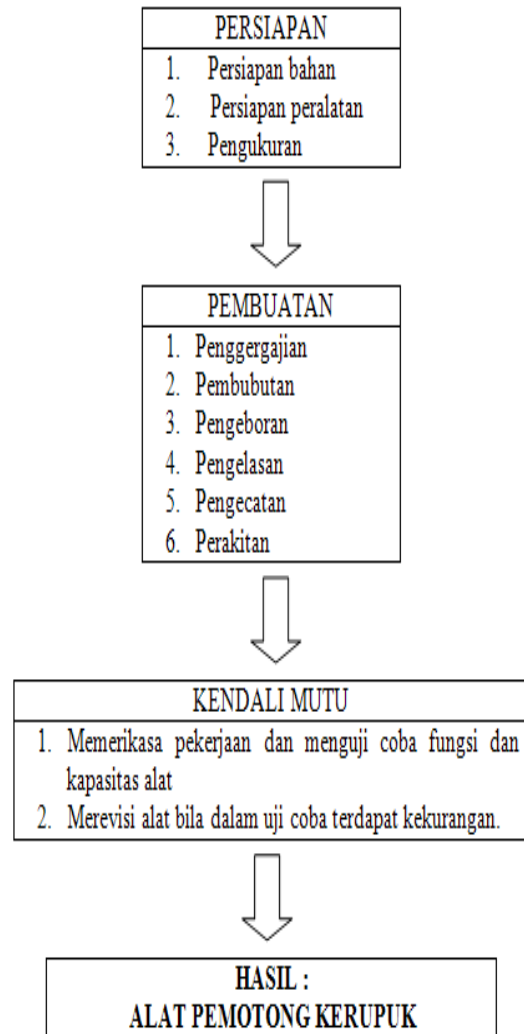 PERSIAPAN
1. Persiapan bahan
2. Persiapan peralatan
3. Pengukuran
PEMBUATAN
1. Penggergajian
2. Pembubutan
3. Pengeboran
4. Pengelasan
5. Pengecatan
6. Perakitan
KENDALI MUTU
1. Memerikasa pekerjaan dan menguji coba fungsi dan
kapasitas alat
2. Merevisi alat bila dalam uji coba terdapat kekurangan.
HASIL :
ALAT PEMOTONG KERUPUK